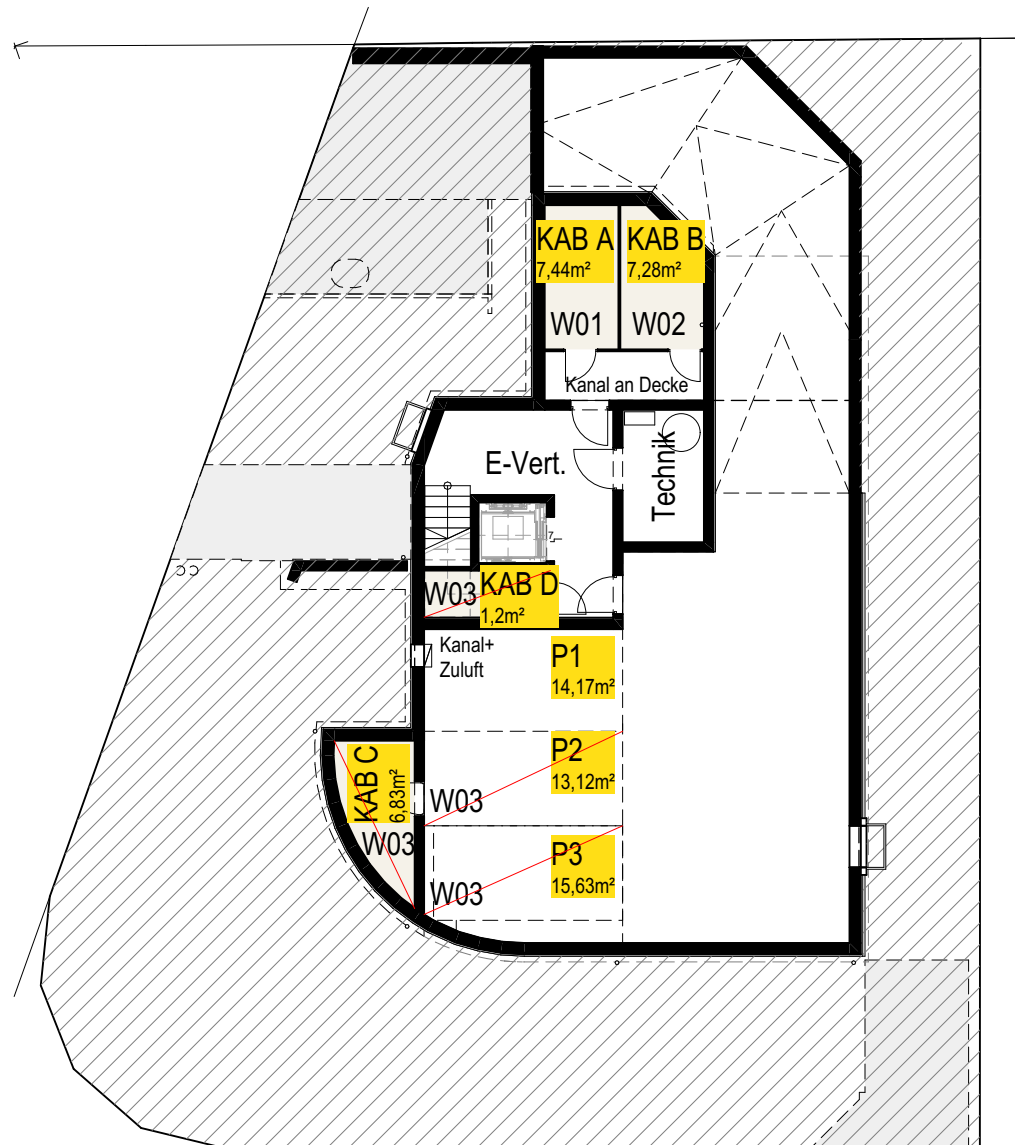 KAB A
7,44m²
KAB B
7,28m²
W01
W02
Kanal an Decke
E-Vert.
Technik
7
W03
KAB D
1,2m²
Kanal+
Zuluft
P1
14,17m²
KAB C
6,83m²
W03
P2
13,12m²
W03
P3
15,63m²
W03